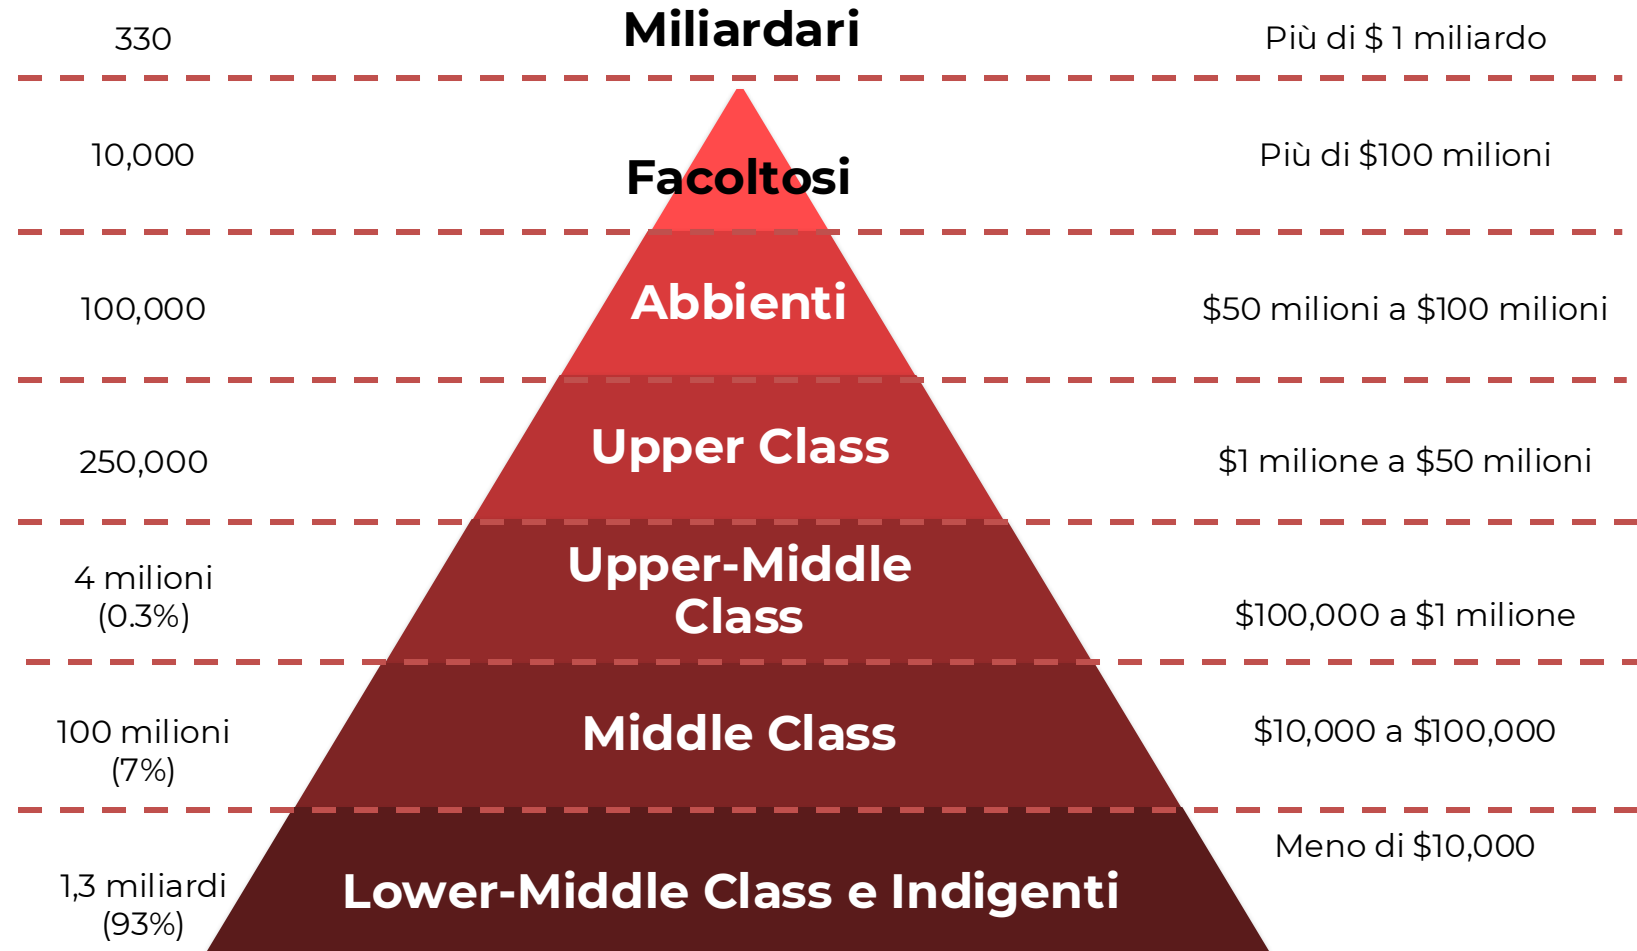 330
Miliardari
Più di $ 1 miliardo
10,000
Facoltosi
Più di $100 milioni
100,000
Abbienti
$50 milioni a $100 milioni
250,000
Upper Class
$1 milione a $50 milioni
4 milioni
(0.3%)
Upper-Middle
Class
$100,000 a $1 milione
100 milioni
(7%)
Middle Class
$10,000 a $100,000
1,3 miliardi
(93%)
Lower-Middle Class e Indigenti
Meno di $10,000